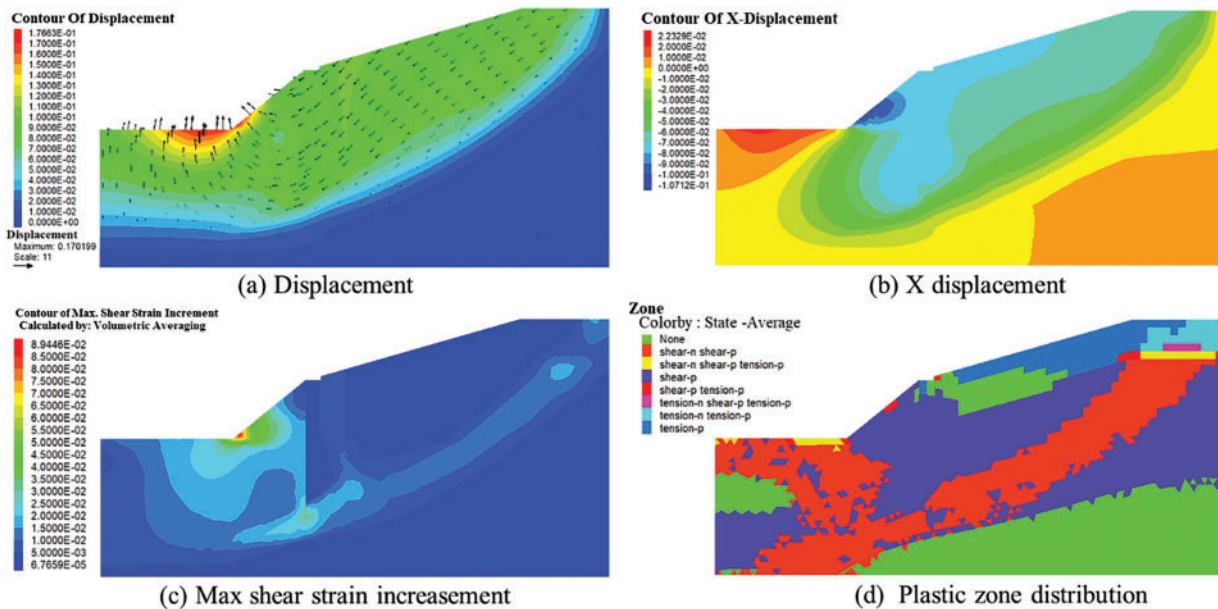 Contour Of Displacement
1.7663E-01
1.7000E-01
1.6000E-01
1.5000E-01
1.4000E-01
1.3000E-01
1.2000E-01
1.1000E-01
1.0000E-01
9.0000E-02
8.0000E-02
7.0000E-02
6.0000E-02
5.0000E-02
4.0000E-02
3.0000E-02
2.0000E-02
1.0000E-02
0.0000E+00
Displacement
Maximum: 0.170199
Scale: 11
(a) Displacement
Contour Of X-Displacement
2.2329E-02
2.0000E-02
1.0000E-02
0.0000E+00
-1.0000E-02
-2.0000E-02
-3.0000E-02
-4.0000E-02
-5.0000E-02
-6.0000E-02
-7.0000E-02
-8.0000E-02
-9.0000E-02
-1.0000E-01
-1.0712E-01
(b) X displacement
Contour of Max. Shear Strain Increment
Calculated by: Volumetric Averaging
8.9446E-02
8.5000E-02
8.0000E-02
7.5000E-02
7.0000E-02
6.5000E-02
6.0000E-02
5.5000E-02
5.0000E-02
4.5000E-02
4.0000E-02
3.5000E-02
3.0000E-02
2.5000E-02
2.0000E-02
1.5000E-02
1.0000E-02
5.0000E-03
6.7659E-05
(c) Max shear strain increasement
Zone
Colorby : State -Average
None
shear-n shear-p
shear-n shear-p tension-p
shear-p
shear-p tension-p
tension-n shear-p tension-p
tension-n tension-p
tension-p
(d) Plastic zone distribution